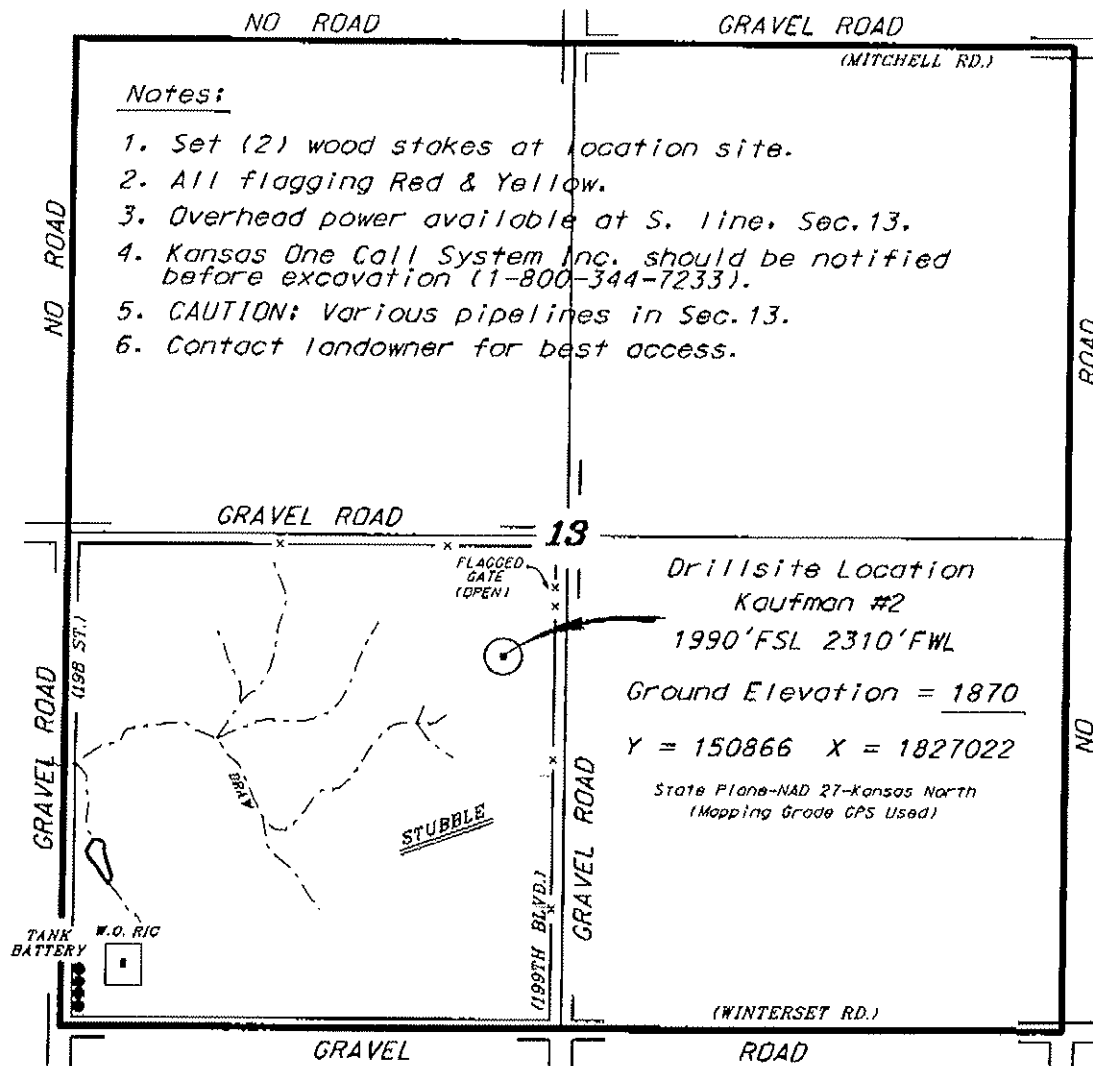 NO ROAD
GRAVEL ROAD
(MITCHELL RD.)
Notes:
1. Set (2) wood stakes at location site.
2. All flagging Red & Yellow.
3. Overhead power available at S. line, Sec. 13.
4. Kansas One Call System Inc. should be notified
before excavation (1-800-344-7233).
5. CAUTION: Various pipelines in Sec. 13.
6. Contact landowner for best access.
NO ROAD
NO ROAD
GRAVEL ROAD
13
FLAGGED
GATE
(OPEN)
Drillsite Location
Kaufman #2
1990'FSL 2310'FWL
Ground Elevation = 1870
Y = 150866 X = 1827022
State Plane-NAD 27-Kansas North
(Mapping Grade GPS Used)
GRAVEL ROAD
(198 ST.)
DRAW
STUBBLE
GRAVEL ROAD
(199TH BLVD.)
TANK
BATTERY
W.O. RIG
(WINTERSET RD.)
GRAVEL ROAD